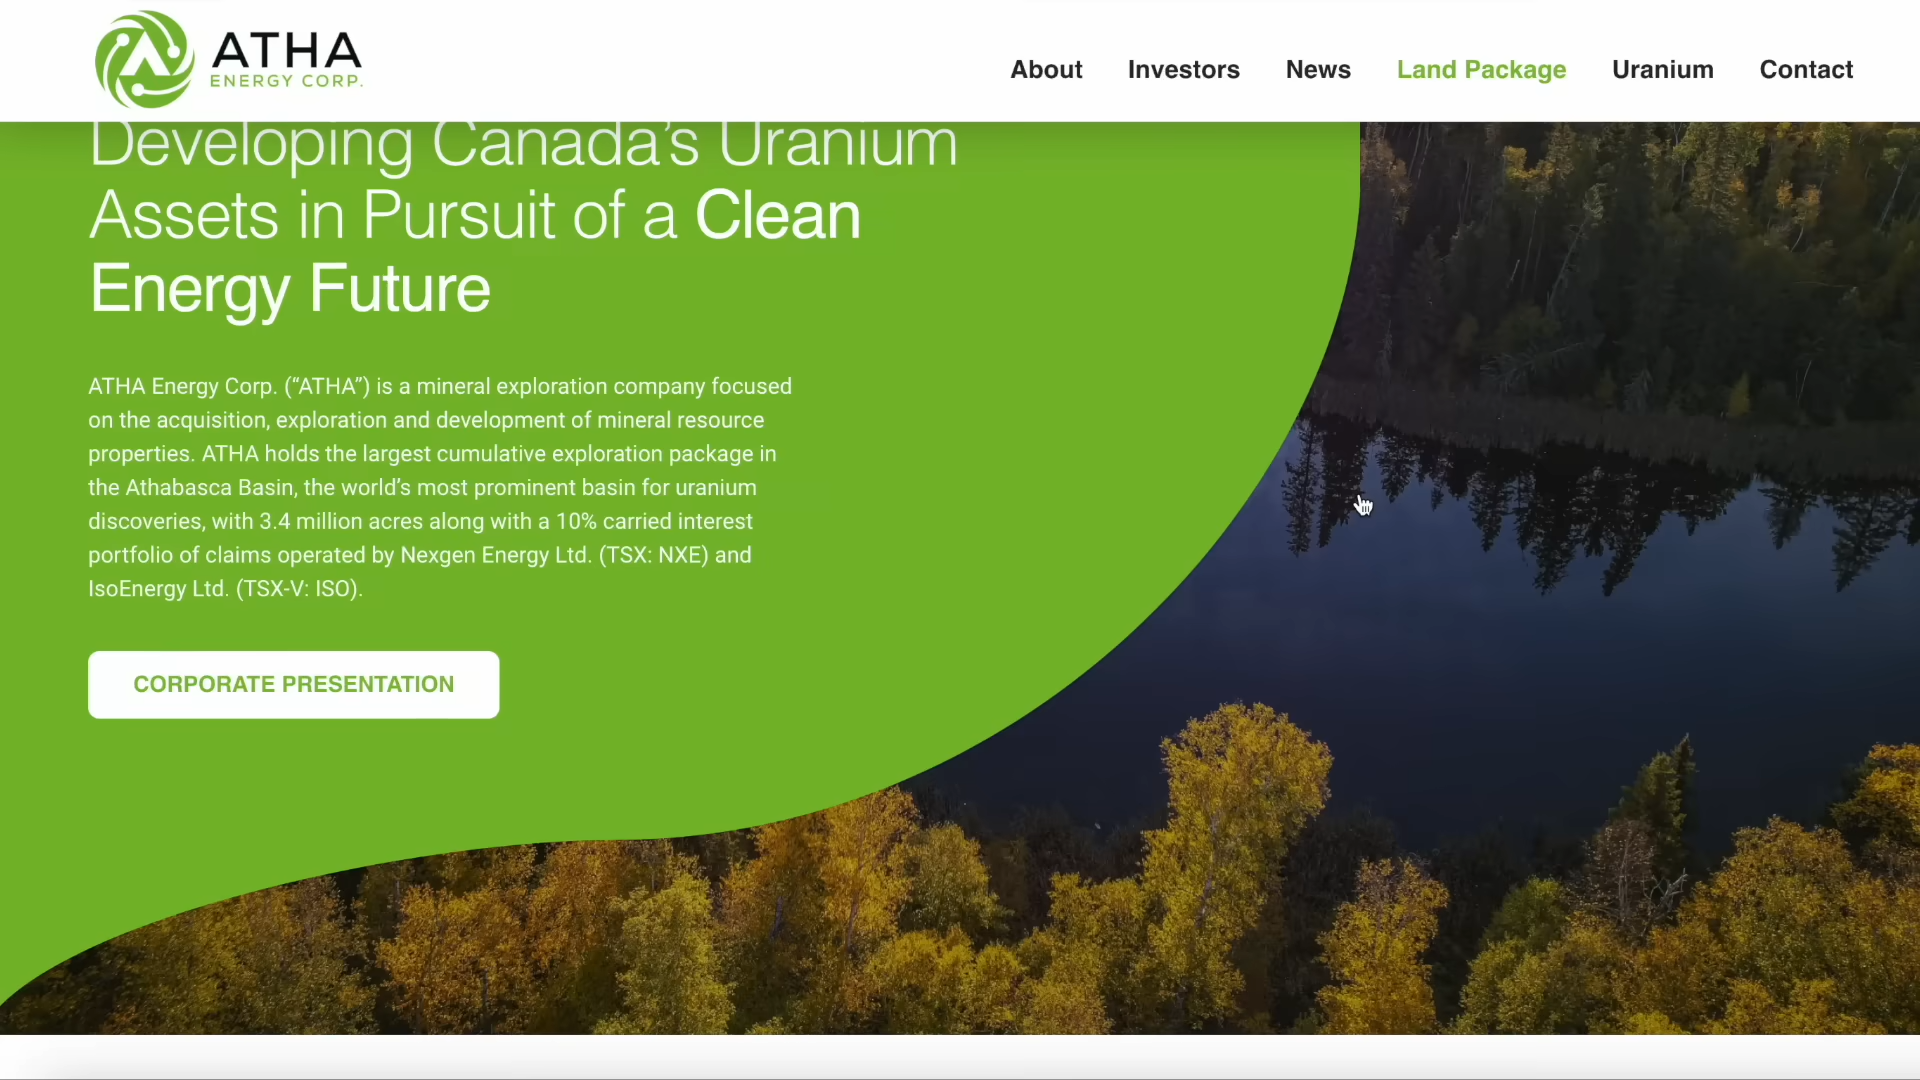 ATHA
ENERGY CORP.
About
Investors
News
Land Package
Uranium
Contact
Developing Canada’s Uranium
Assets in Pursuit of a Clean
Energy Future
ATHA Energy Corp. (“ATHA”) is a mineral exploration company focused
on the acquisition, exploration and development of mineral resource
properties. ATHA holds the largest cumulative exploration package in
the Athabasca Basin, the world’s most prominent basin for uranium
discoveries, with 3.4 million acres along with a 10% carried interest
portfolio of claims operated by Nexgen Energy Ltd. (TSX: NXE) and
IsoEnergy Ltd. (TSX-V: ISO).
CORPORATE PRESENTATION